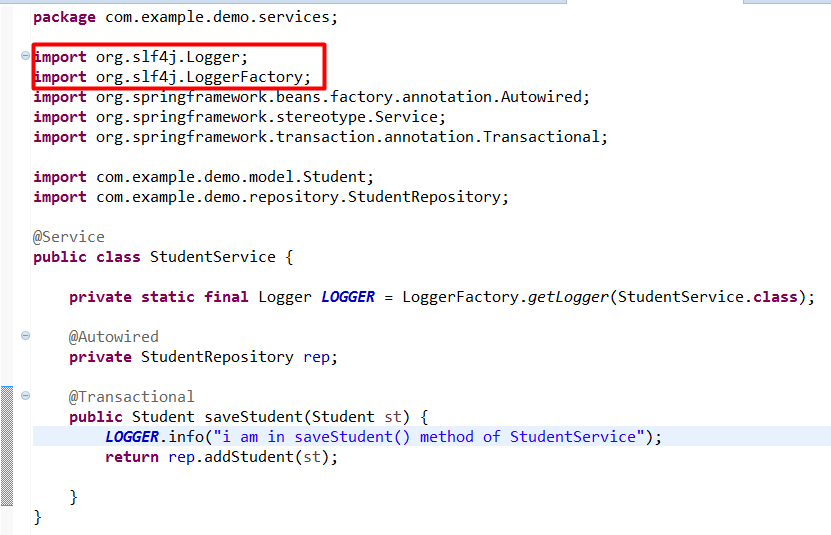 package com.example.demo.services;
import org.slf4j.Logger;
import org.slf4j.LoggerFactory;
import org.springframework.beans.factory.annotation.Autowired;
import org.springframework.stereotype.Service;
import org.springframework.transaction.annotation.Transactional;
import com.example.demo.model.Student;
import com.example.demo.repository.StudentRepository;
@Service
public class StudentService {
private static final Logger LOGGER = LoggerFactory.getLogger(StudentService.class);
@Autowired
private StudentRepository rep;
@Transactional
public Student saveStudent(Student st) {
LOGGER.info("i am in saveStudent() method of StudentService");
return rep.addStudent(st);
}
}